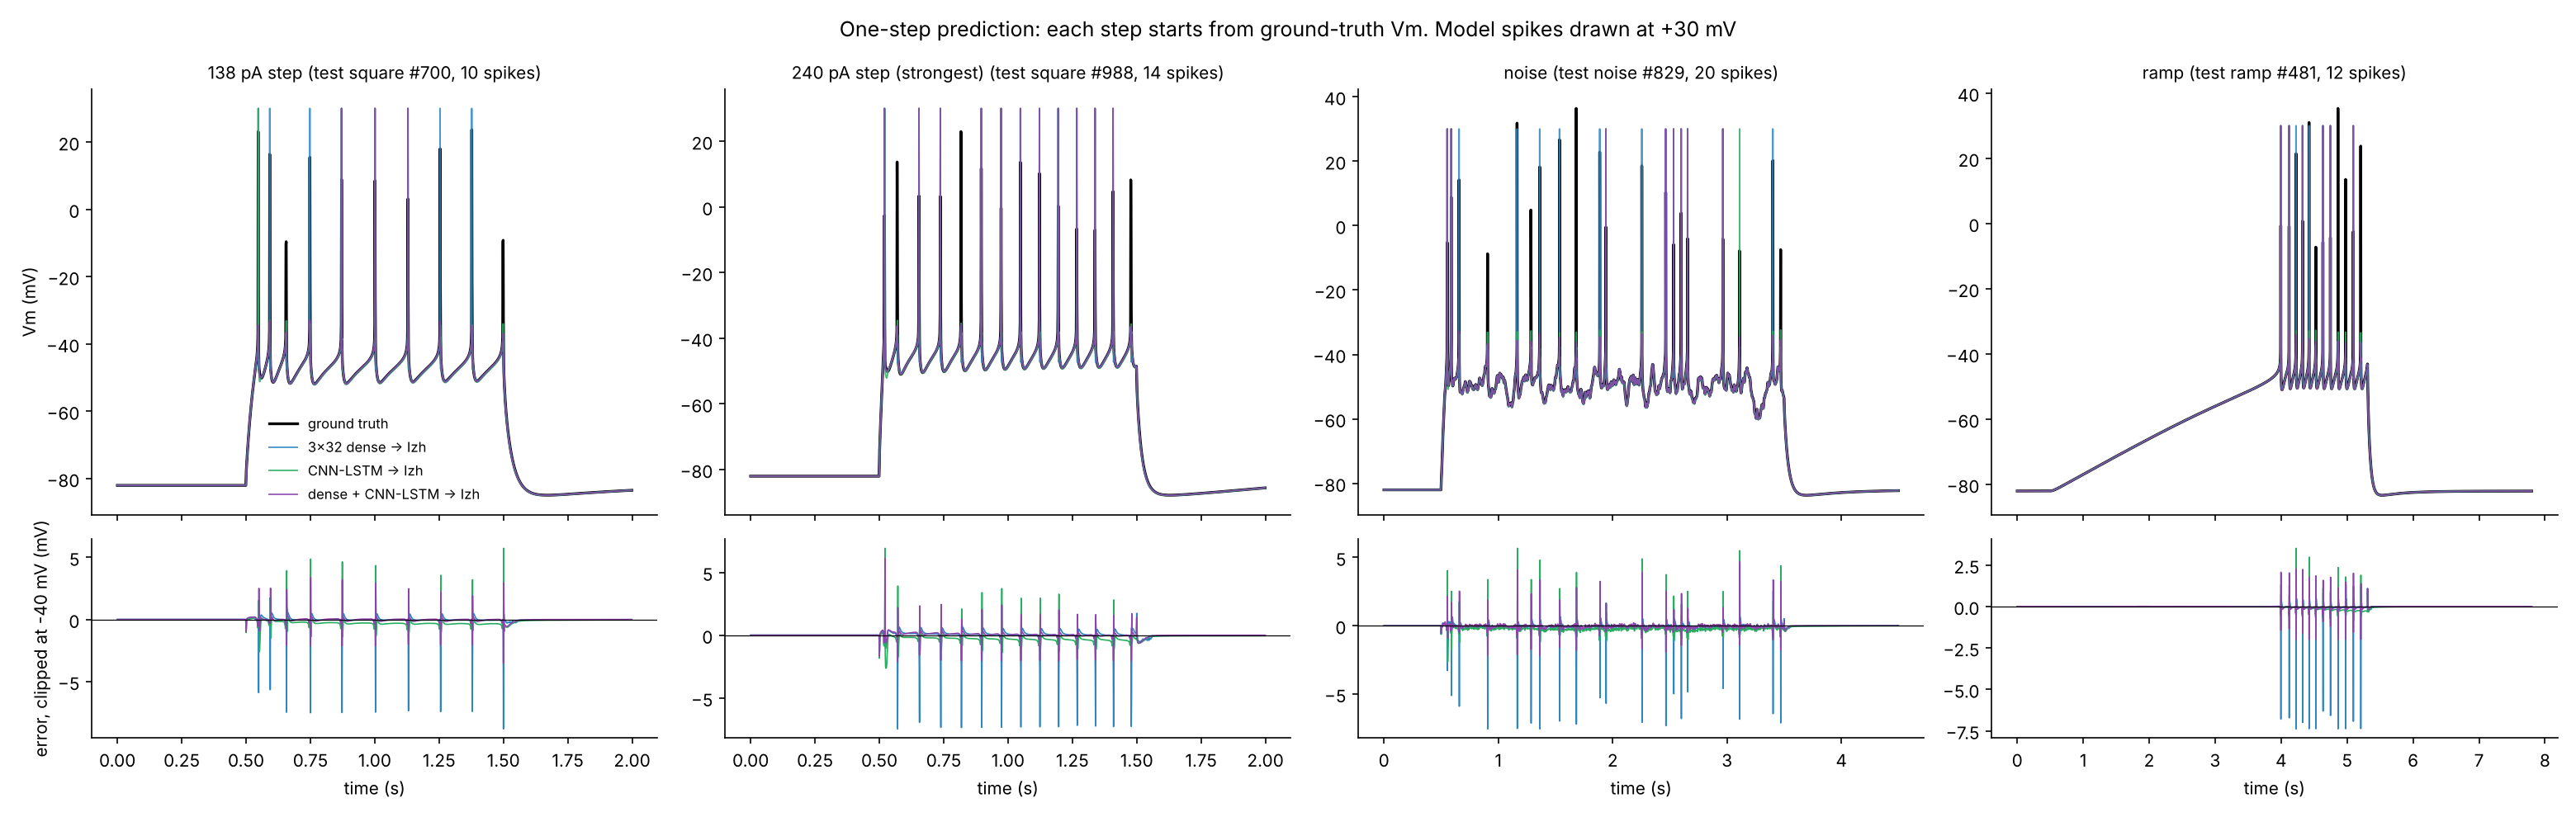 One-step prediction: each step starts from ground-truth Vm. Model spikes drawn at +30 mV
138 pA step (test square #700, 10 spikes)
240 pA step (strongest) (test square #988, 14 spikes)
noise (test noise #829, 20 spikes)
ramp (test ramp #481, 12 spikes)
Vm (mV)
20
0
−20
−40
−60
−80
ground truth
3×32 dense → Izh
CNN-LSTM → Izh
dense + CNN-LSTM → Izh
20
0
−20
−40
−60
−80
40
20
0
−20
−40
−60
−80
40
20
0
−20
−40
−60
−80
error, clipped at -40 mV (mV)
5
0
−5
0.00 0.25 0.50 0.75 1.00 1.25 1.50 1.75 2.00
time (s)
5
0
−5
0.00 0.25 0.50 0.75 1.00 1.25 1.50 1.75 2.00
time (s)
5
0
−5
0 1 2 3 4
time (s)
2.5
0.0
−2.5
−5.0
−7.5
0 1 2 3 4 5 6 7 8
time (s)